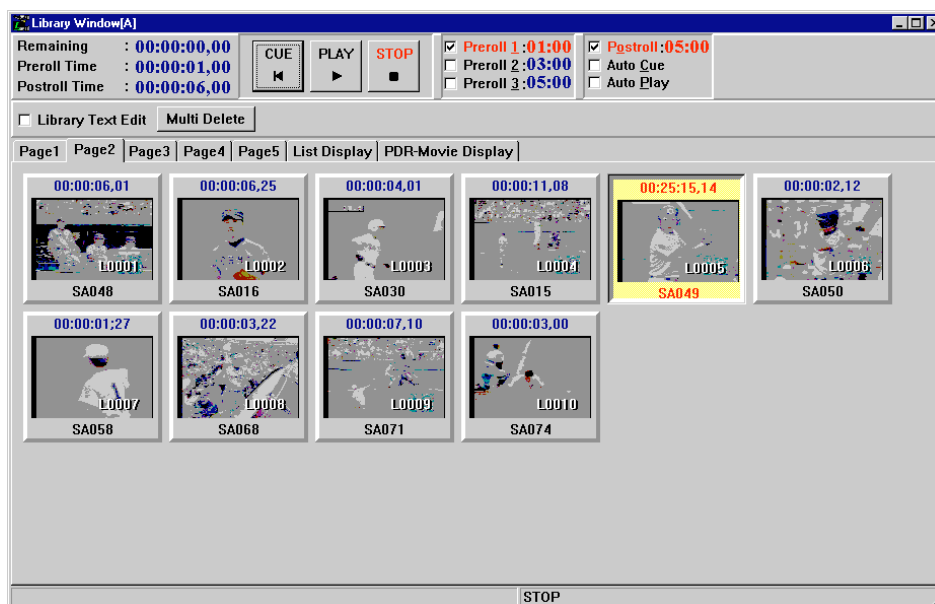 Library Window[A]
Remaining : 00:00:00,00
Preroll Time : 00:00:01,00
Postroll Time : 00:00:06,00
CUE
PLAY
STOP
Preroll 1 :01:00
Preroll 2 :03:00
Preroll 3 :05:00
Postroll:05:00
Auto Cue
Auto Play
Library Text Edit
Multi Delete
Page1 Page2 Page3 Page4 Page5 List Display PDR-Movie Display
00:00:06,01 00:00:06,25 00:00:04,01 00:00:11,08 00:25:15,14 00:00:02,12
L0001 L0002 L0003 L0004 L0005 L0006
SA048 SA016 SA030 SA015 SA049 SA050
00:00:01;27 00:00:03,22 00:00:07,10 00:00:03,00
L0007 L0008 L0009 L0010
SA058 SA068 SA071 SA074
STOP